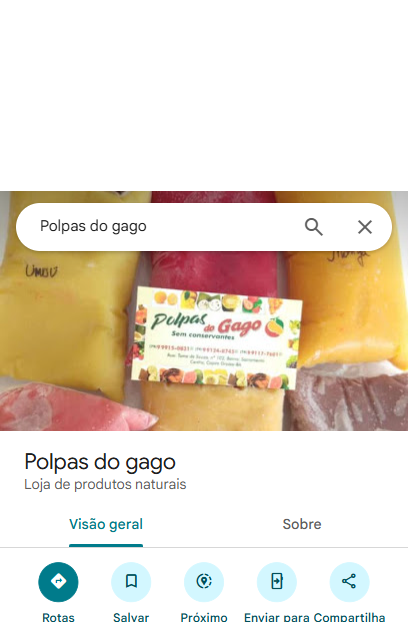 Polpas do gago
UMBU
Manga
Polpas do Gago
Sem conservantes
Polpas do gago
Loja de produtos naturais
Visão geral
Sobre
Rotas
Salvar
Próximo
Enviar para
Compartilha